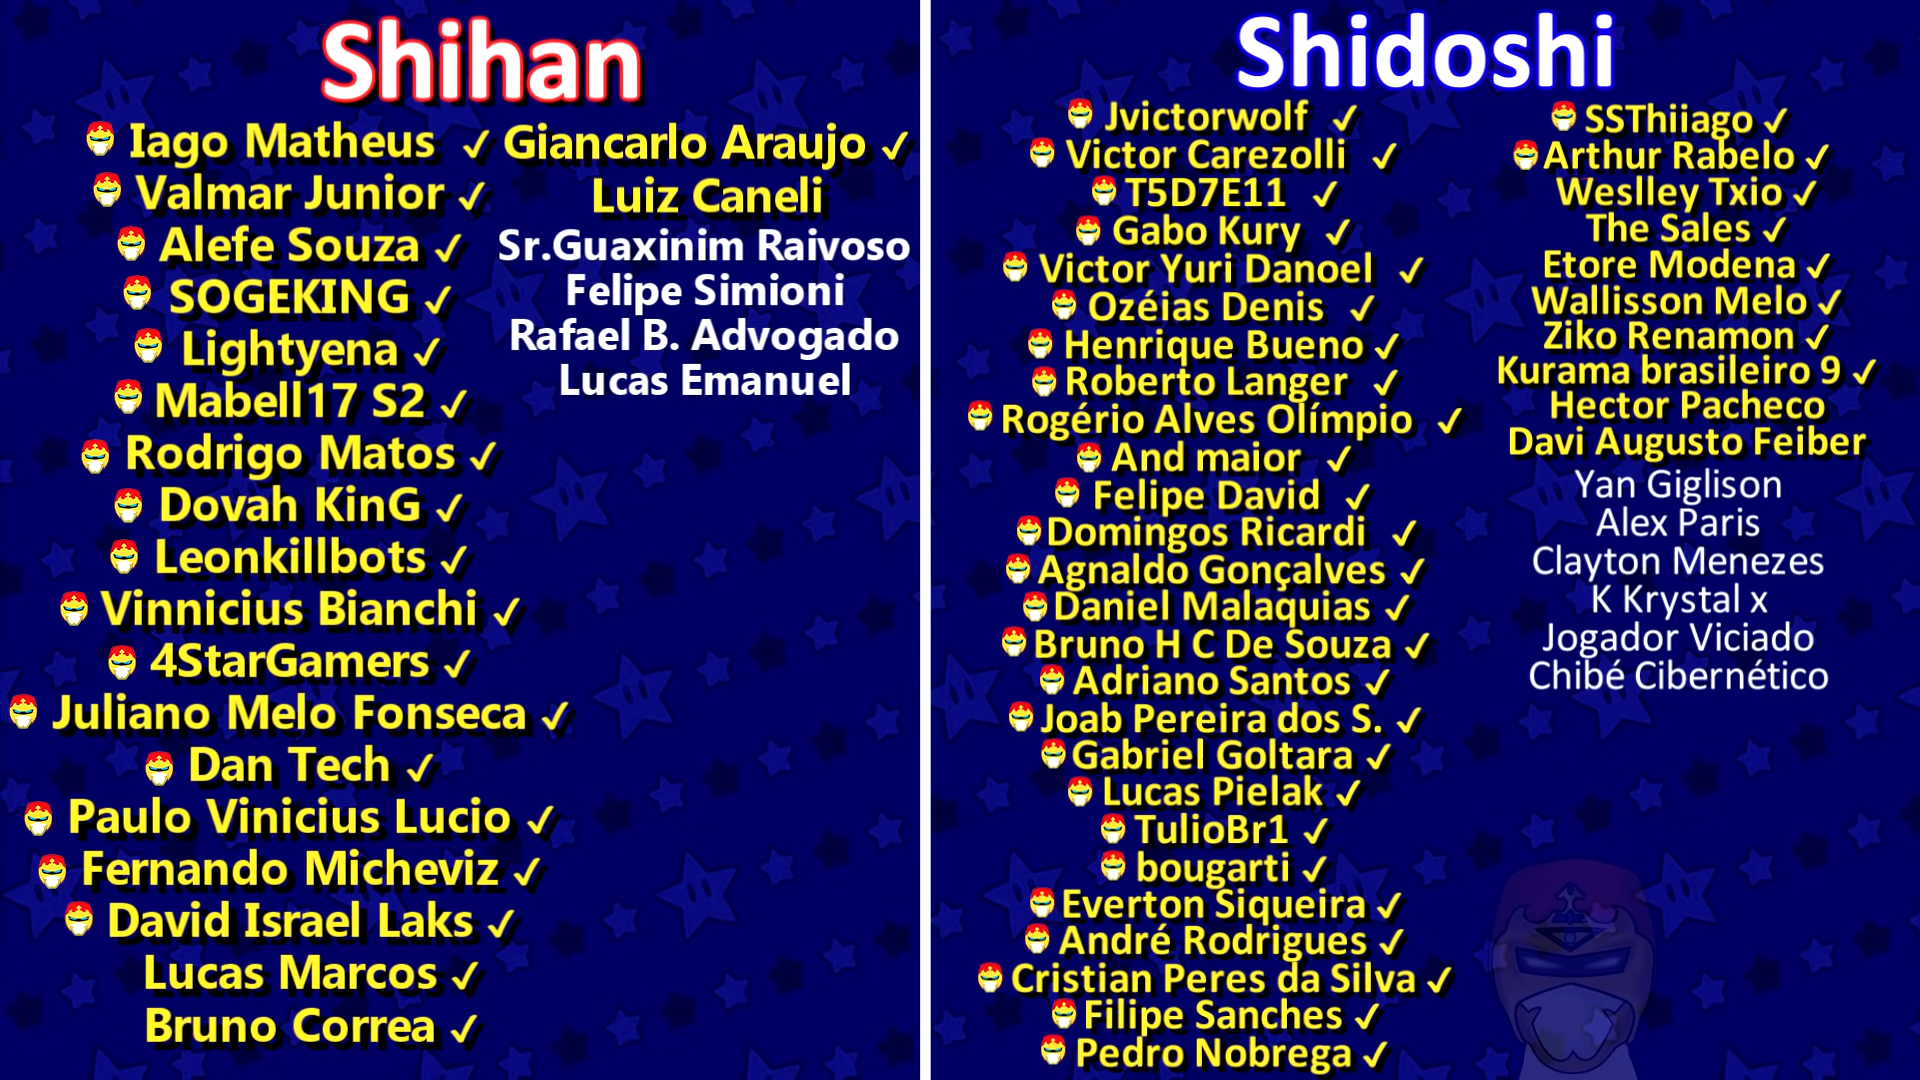 Shihan
Iago Matheus ✓
Valmar Junior ✓
Alefe Souza ✓
SOGEKING ✓
Lightyena ✓
Mabell17 S2 ✓
Rodrigo Matos ✓
Dovah KinG ✓
Leonkillbots ✓
Vinnicius Bianchi ✓
4StarGamers ✓
Juliano Melo Fonseca ✓
Dan Tech ✓
Paulo Vinicius Lucio ✓
Fernando Micheviz ✓
David Israel Laks ✓
Lucas Marcos ✓
Bruno Correa ✓
Giancarlo Araujo ✓
Luiz Caneli
Sr.Guaxinim Raivoso
Felipe Simioni
Rafael B. Advogado
Lucas Emanuel
Shidoshi
Jvictorwolf ✓
Victor Carezolli ✓
T5D7E11 ✓
Gabo Kury ✓
Victor Yuri Danoel ✓
Ozéias Denis ✓
Henrique Bueno ✓
Roberto Langer ✓
Rogério Alves Olímpio ✓
And maior ✓
Felipe David ✓
Domingos Ricardi ✓
Agnaldo Gonçalves ✓
Daniel Malaquias ✓
Bruno H C De Souza ✓
Adriano Santos ✓
Joab Pereira dos S. ✓
Gabriel Goltara ✓
Lucas Pielak ✓
TulioBr1 ✓
bougarti ✓
Everton Siqueira ✓
André Rodrigues ✓
Cristian Peres da Silva ✓
Filipe Sanches ✓
Pedro Nobrega ✓
SSThiiago ✓
Arthur Rabelo ✓
Weslley Txio ✓
The Sales ✓
Etore Modena ✓
Wallisson Melo ✓
Ziko Renamon ✓
Kurama brasileiro 9 ✓
Hector Pacheco
Davi Augusto Feiber
Yan Giglison
Alex Paris
Clayton Menezes
K Krystal x
Jogador Viciado
Chibé Cibernético